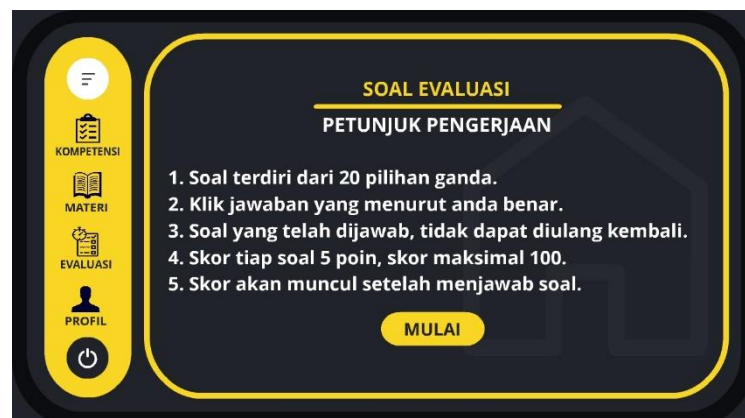 KOMPETENSI
MATERI
EVALUASI
PROFIL
SOAL EVALUASI
PETUNJUK PENGERJAAN
1. Soal terdiri dari 20 pilihan ganda.
2. Klik jawaban yang menurut anda benar.
3. Soal yang telah dijawab, tidak dapat diulang kembali.
4. Skor tiap soal 5 poin, skor maksimal 100.
5. Skor akan muncul setelah menjawab soal.
MULAI